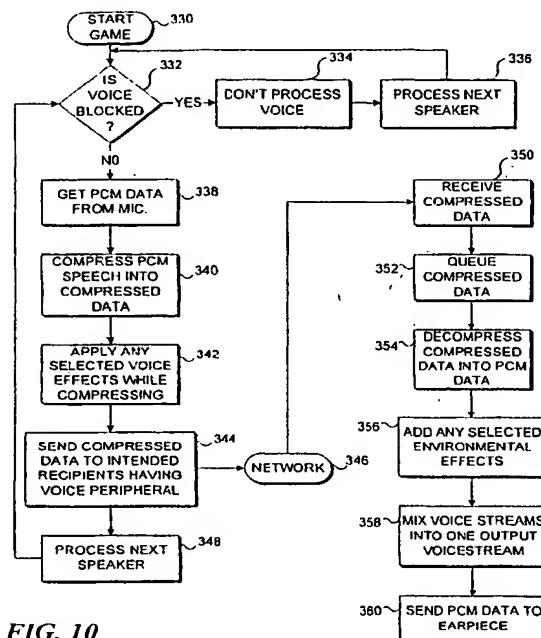 START
GAME
330
IS
VOICE
BLOCKED
?
332
YES
NO
DON'T PROCESS
VOICE
334
PROCESS NEXT
SPEAKER
336
GET PCM DATA
FROM MIC.
338
COMPRESS PCM
SPEECH INTO
COMPRESSED
DATA
340
APPLY ANY
SELECTED VOICE
EFFECTS WHILE
COMPRESSING
342
SEND COMPRESSED
DATA TO INTENDED
RECIPIENTS HAVING
VOICE PERIPHERAL
344
NETWORK
346
PROCESS NEXT
SPEAKER
348
350
RECEIVE
COMPRESSED
DATA
352
QUEUE
COMPRESSED
DATA
354
DECOMPRESS
COMPRESSED
DATA INTO PCM
DATA
356
ADD ANY SELECTED
ENVIRONMENTAL
EFFECTS
358
MIX VOICE STREAMS
INTO ONE OUTPUT
VOICESTREAM
360
SEND PCM DATA TO
EARPIECE
FIG. 10